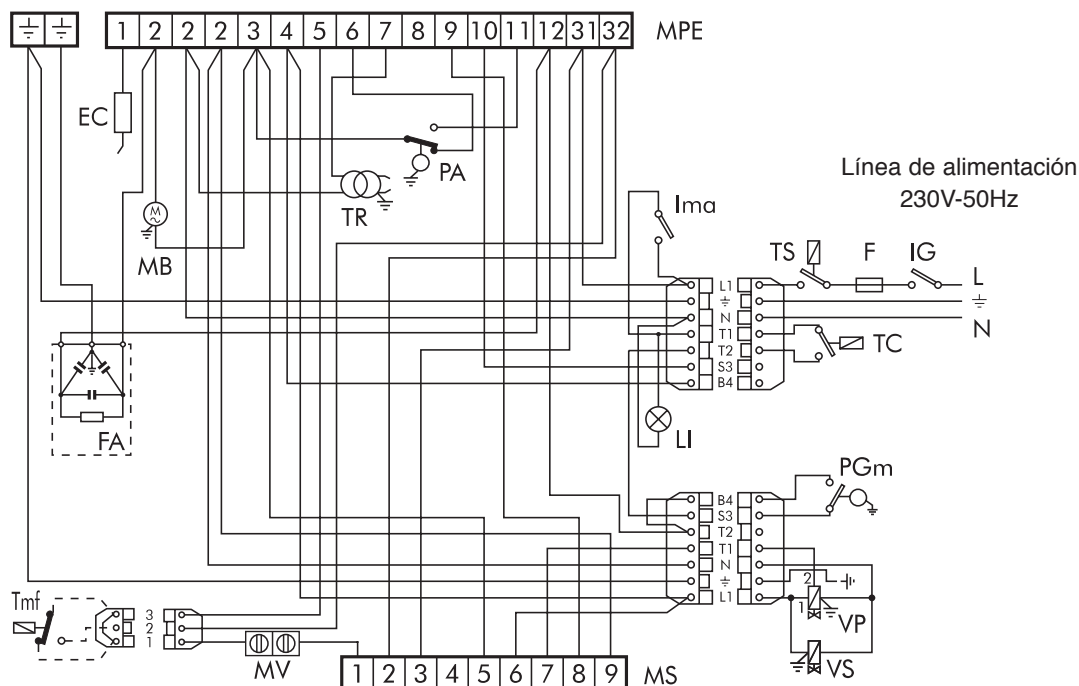 1 2 2 2 3 4 5 6 7 8 9 10 11 12 31 32 MPE
EC
PA
TR
M
MB
Línea de alimentación
230V-50Hz
Ima
TS F IG
L
N
TC
L1
N
T1
T2
S3
B4
LI
FA
PGm
B4
S3
T2
T1
N
L1
2
1
VP
VS
Tmf
3
2
1
MV
1 2 3 4 5 6 7 8 9 MS